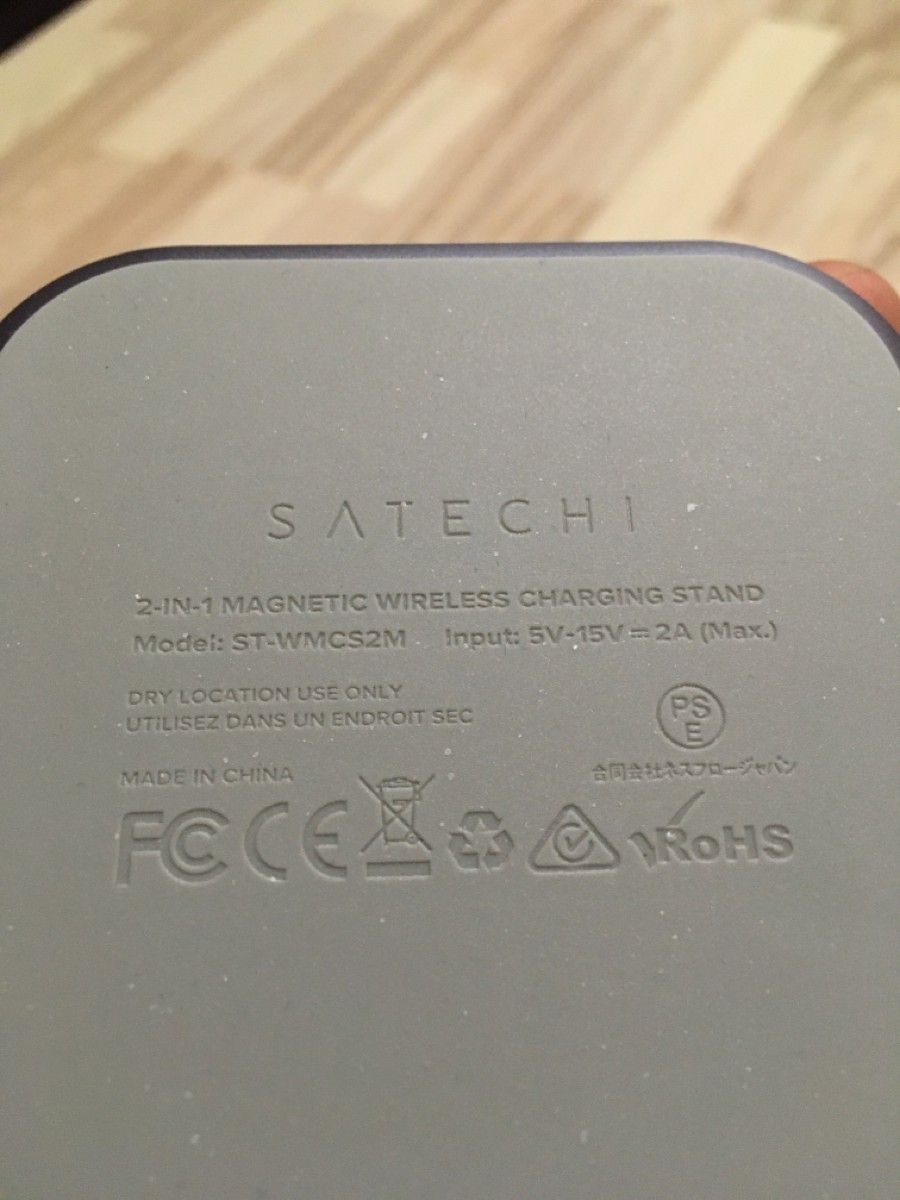 SATECHI
2-IN-1 MAGNETIC WIRELESS CHARGING STAND
Model: ST-WMCS2M Input: 5V-15V⎓2A (Max.)
DRY LOCATION USE ONLY
UTILISEZ DANS UN ENDROIT SEC
PS
E
MADE IN CHINA
合同会社ネスフロージャパン
FC CE RoHS